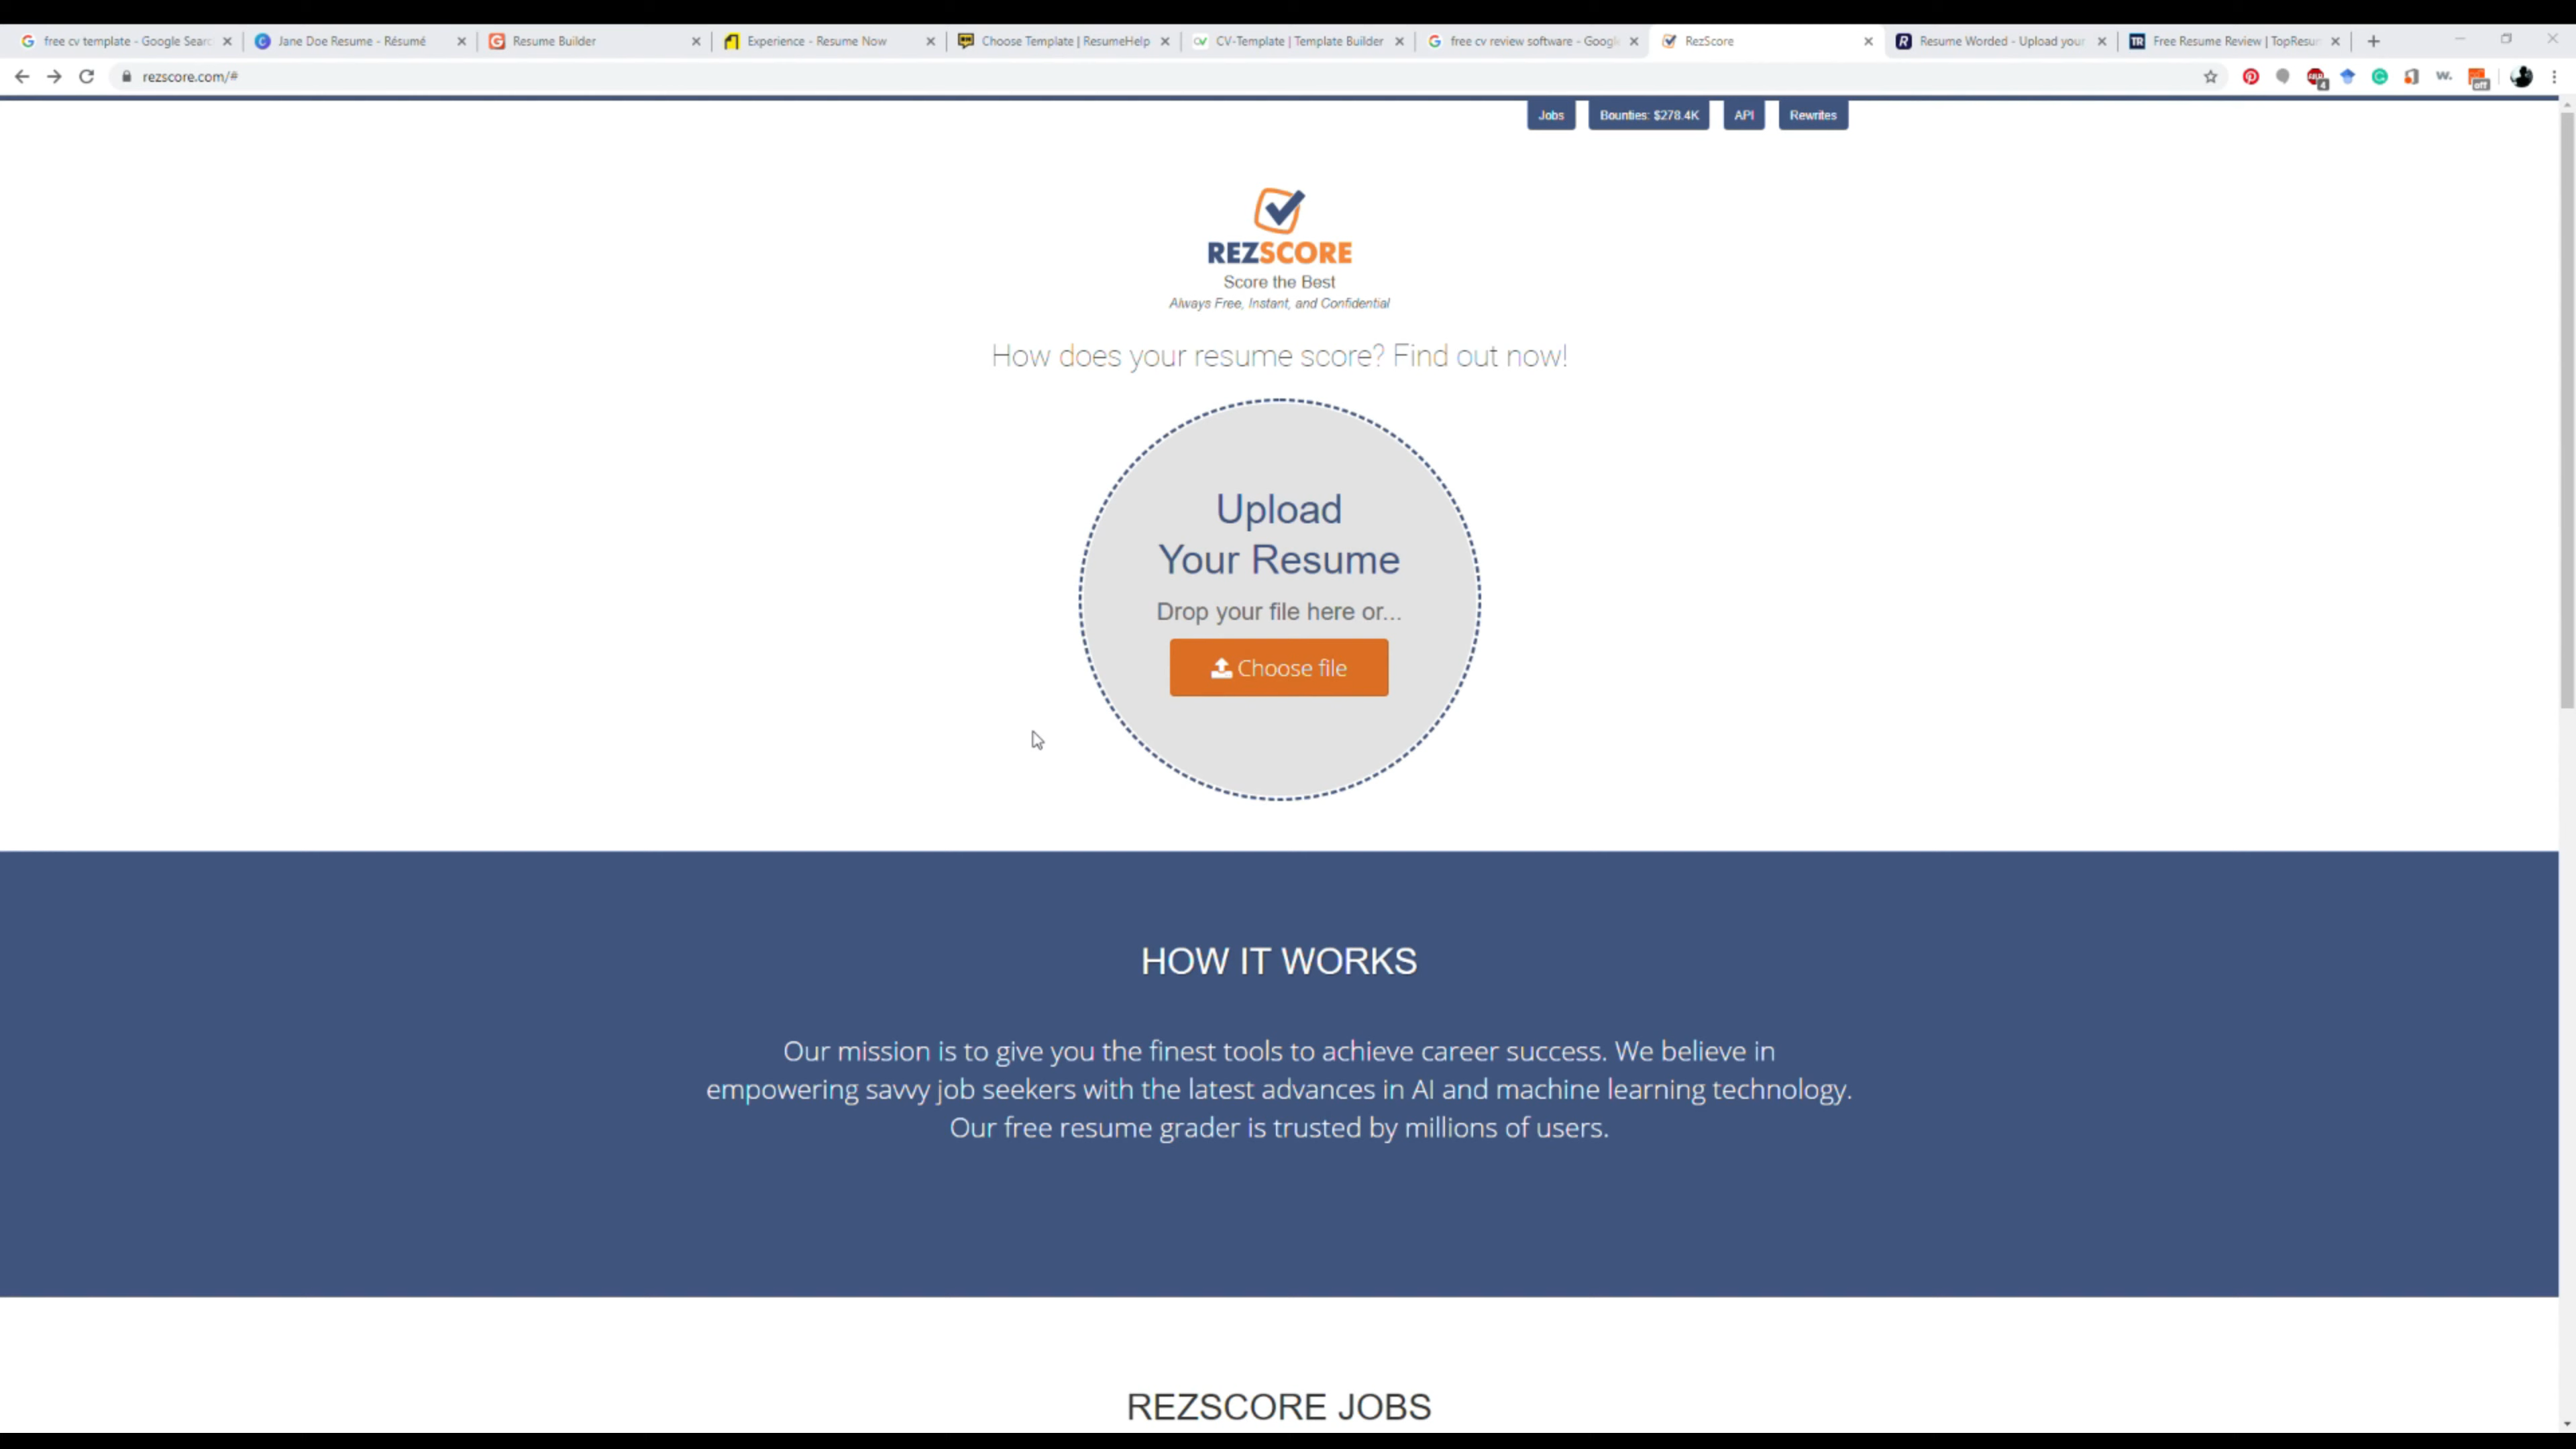 free cv template - Google Searc
Jane Doe Resume - Résumé
Resume Builder
Experience - Resume Now
Choose Template | ResumeHelp
CV-Template | Template Builder
free cv review software - Googl
RezScore
Resume Worded - Upload your
Free Resume Review | TopResum
rezscore.com/#
Jobs
Bounties: $278.4K
API
Rewrites
REZSCORE
Score the Best
Always Free, Instant, and Confidential
How does your resume score? Find out now!
Upload
Your Resume
Drop your file here or...
Choose file
HOW IT WORKS
Our mission is to give you the finest tools to achieve career success. We believe in
empowering savvy job seekers with the latest advances in AI and machine learning technology.
Our free resume grader is trusted by millions of users.
REZSCORE JOBS